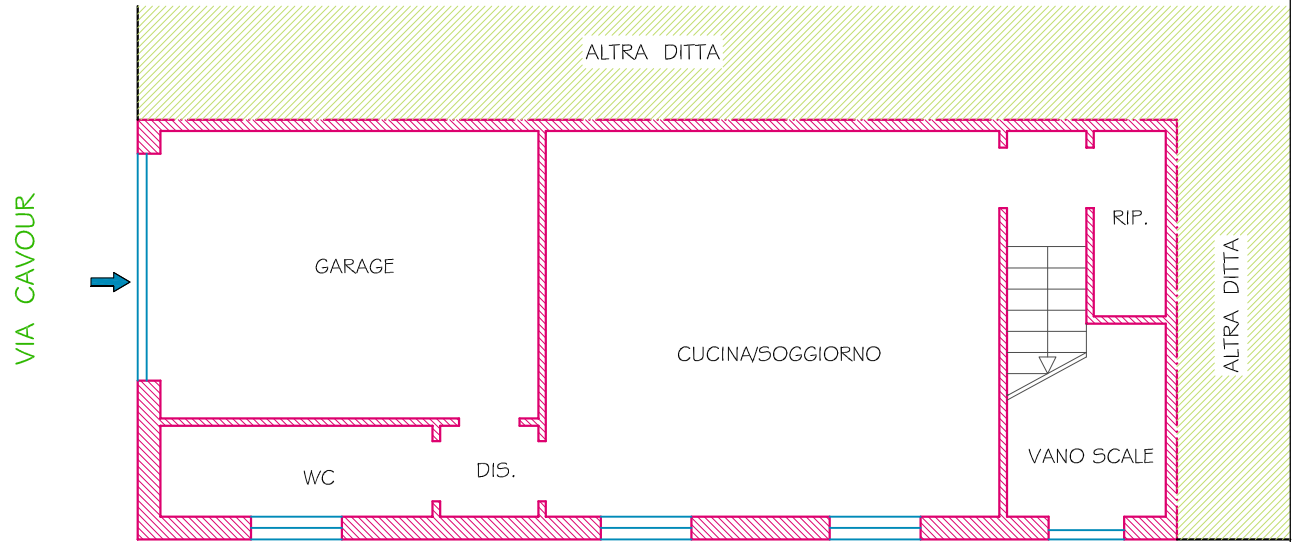 ALTRA DITTA
VIA CAVOUR
GARAGE
RIP.
ALTRA DITTA
CUCINA/SOGGIORNO
WC
DIS.
VANO SCALE